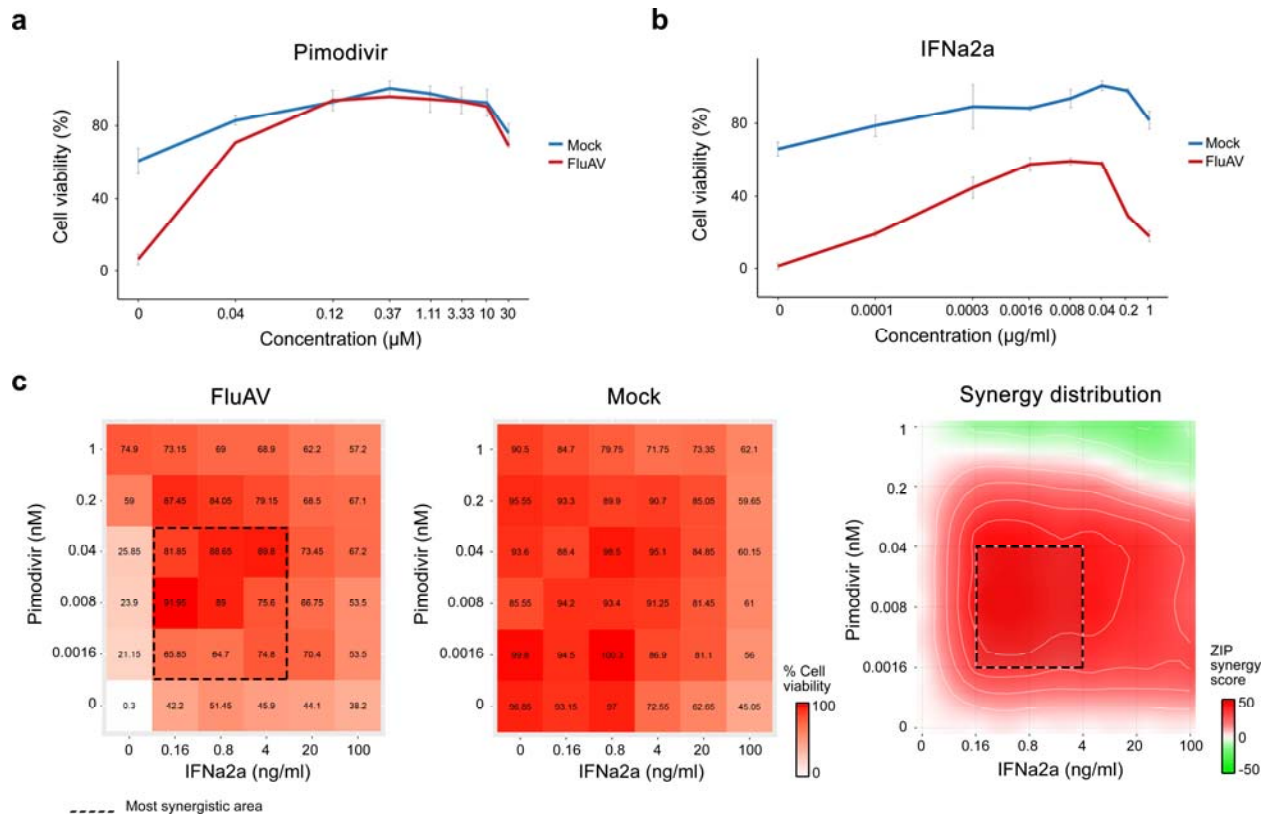 a
Pimodivir
Cell viability (%)
80
40
0
0 0.04 0.12 0.37 1.11 3.33 10 30
Concentration (µM)
Mock
FluAV
b
IFNa2a
Cell viability (%)
80
40
0
0 0.0001 0.0003 0.0016 0.008 0.04 0.2 1
Concentration (µg/ml)
Mock
FluAV
c
FluAV
Pimodivir (nM)
1 74.9 73.15 69 68.9 62.2 57.2
0.2 59 87.45 84.05 79.15 68.5 67.1
0.04 25.85 81.85 88.65 89.8 73.45 67.2
0.008 23.9 91.95 89 75.6 66.75 53.5
0.0016 21.15 65.85 64.7 74.8 70.4 53.5
0 0.3 42.2 51.45 45.9 44.1 38.2
0 0.16 0.8 4 20 100
IFNa2a (ng/ml)
Most synergistic area
Mock
Pimodivir (nM)
1 90.5 84.7 79.75 71.75 73.35 62.1
0.2 95.55 93.3 89.9 90.7 85.05 59.65
0.04 93.6 88.4 98.5 95.1 84.85 60.15
0.008 85.55 94.2 93.4 91.25 81.45 61
0.0016 94.5 86.9 81.1 56
0 93.15 97 72.55 62.65 45.05
0 0.16 0.8 4 20 100
IFNa2a (ng/ml)
% Cell
viability
100
0
Synergy distribution
Pimodivir (nM)
1
0.2
0.04
0.008
0.0016
0
0 0.16 0.8 4 20 100
IFNa2a (ng/ml)
ZIP
synergy
score
50
0
-50